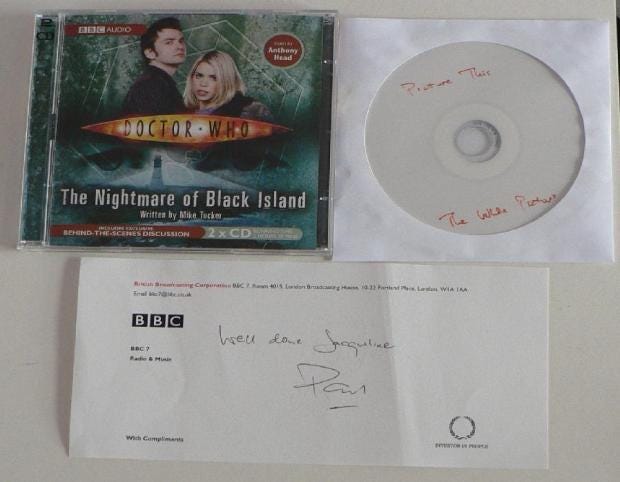 BBC AUDIO
Read by
Anthony
Head
DOCTOR·WHO
The Nightmare of Black Island
Written by Mike Tucker
INCLUDES EXCLUSIVE
BEHIND-THE-SCENES DISCUSSION
2 x CD
Picture This
The White
British Broadcasting Corporation BBC 7, Room 4015, London Broadcasting House, 10-22 Portland Place, London, W1A 1AA
Email bbc7@bbc.co.uk
BBC
BBC 7
Radio & Music
Well done Jacqueline
Paul
With Compliments
INVESTOR IN PEOPLE